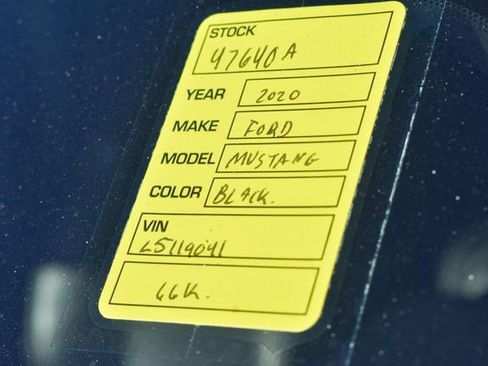 STOCK
47640A
YEAR 2020
MAKE FORD
MODEL MUSTANG
COLOR BLACK.
VIN
L5119041
66K.